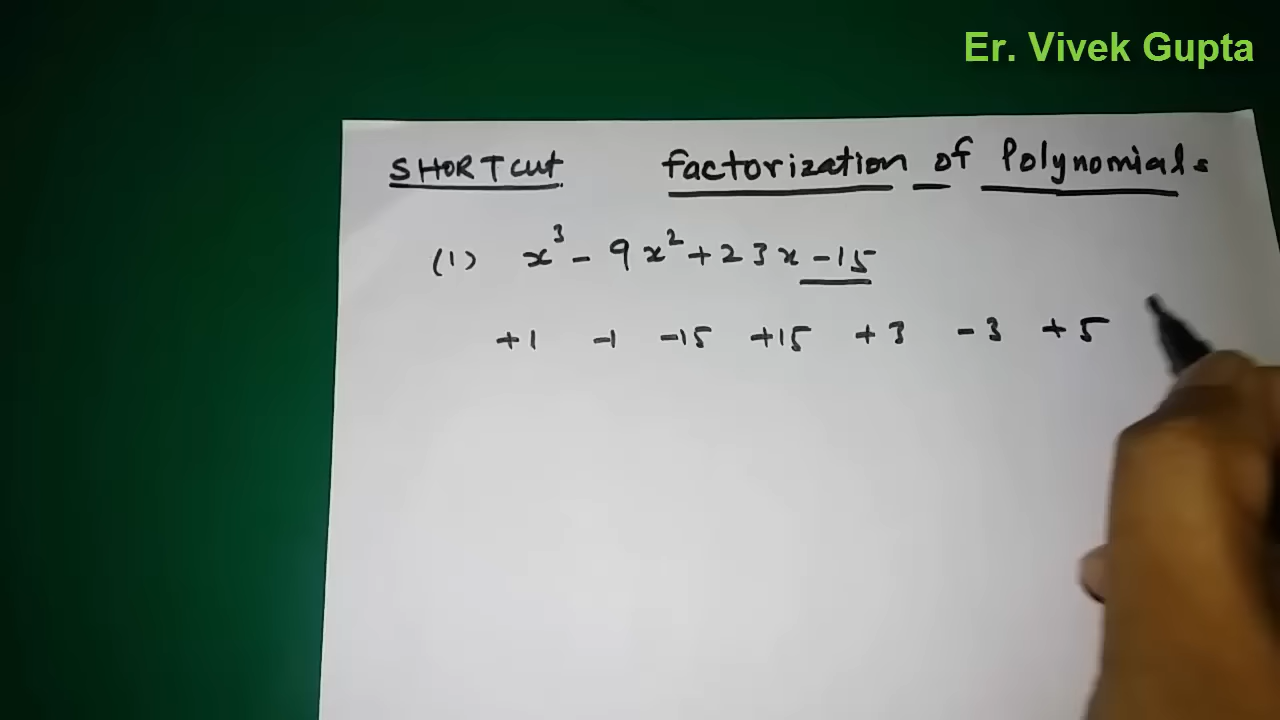 Er. Vivek Gupta
SHORTcut factorization of Polynomials
(1) x³ - 9x² + 23x - 15
+1 -1 -15 +15 +3 -3 +5